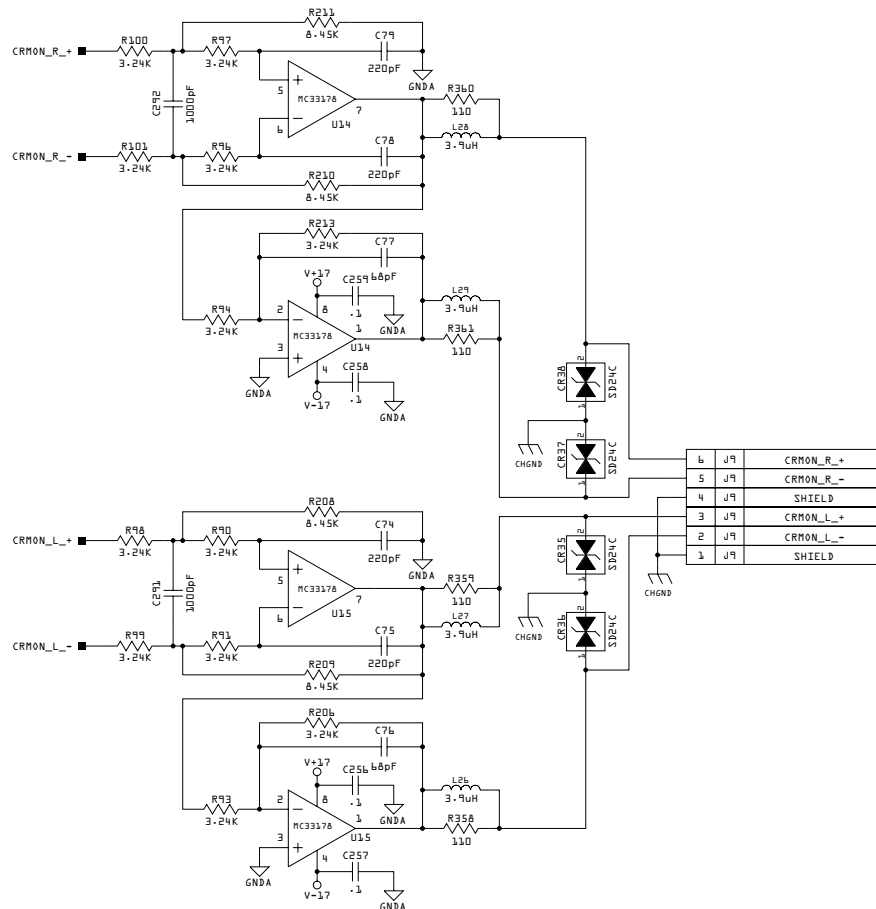 R211
8.45K
C79
220pF
GNDA
CRMON_R_+
R100
3.24K
R97
3.24K
C292
1000pF
5
6
7
MC33178
U14
R360
110
L28
3.9uH
CRMON_R_-
R101
3.24K
R96
3.24K
C78
220pF
R210
8.45K
R213
3.24K
C77
68pF
V+17
C259
.1
GNDA
8
R94
3.24K
2
3
1
4
MC33178
U14
L29
3.9uH
R361
110
GNDA
C258
.1
V-17
GNDA
2
CR38
SD24C
1
2
CHGND
CR37
SD24C
1
6 J9 CRMON_R_+
5 J9 CRMON_R_-
4 J9 SHIELD
3 J9 CRMON_L_+
2 J9 CRMON_L_-
1 J9 SHIELD
CHGND
R208
8.45K
C74
220pF
GNDA
CRMON_L_+
R98
3.24K
R90
3.24K
C291
1000pF
5
6
7
MC33178
U15
R359
110
L27
3.9uH
2
CR35
SD24C
1
2
CHGND
CR36
SD24C
1
CRMON_L_-
R99
3.24K
R91
3.24K
C75
220pF
R209
8.45K
R206
3.24K
C76
68pF
V+17
C256
.1
GNDA
8
R93
3.24K
2
3
1
4
MC33178
U15
L26
3.9uH
R358
110
GNDA
C257
.1
V-17
GNDA